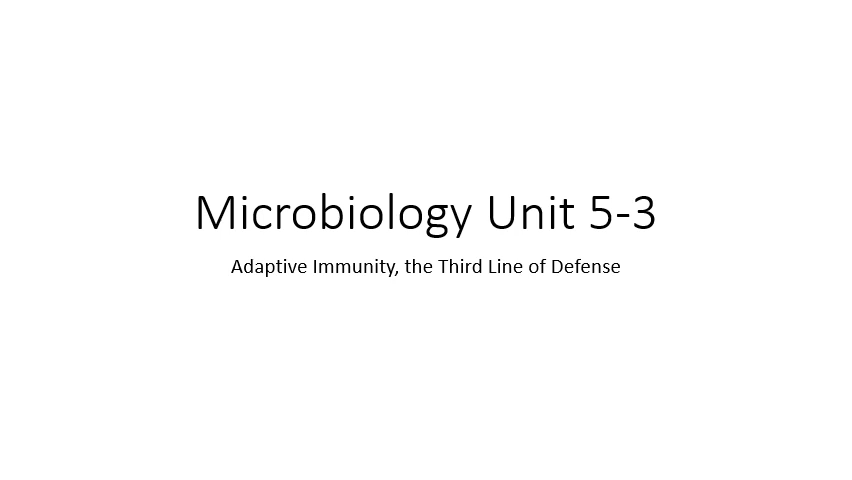 Microbiology Unit 5-3
Adaptive Immunity, the Third Line of Defense